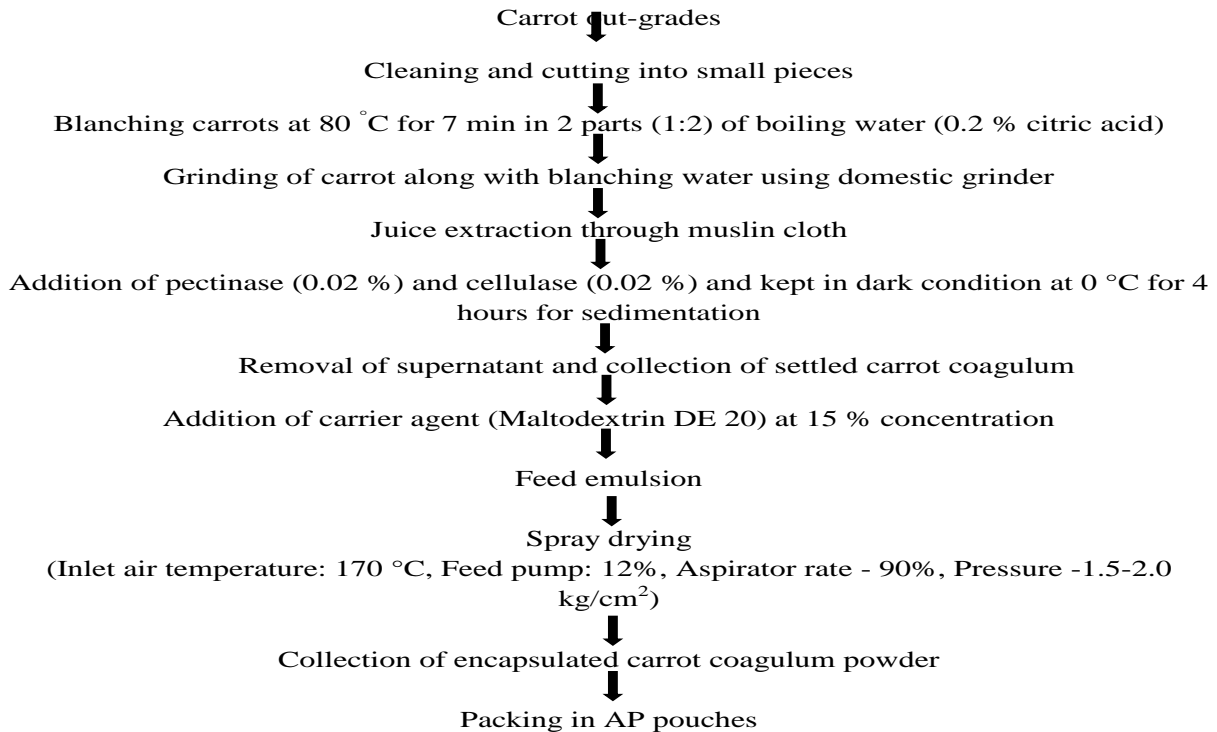 Carrot out-grades
Cleaning and cutting into small pieces
Blanching carrots at 80 °C for 7 min in 2 parts (1:2) of boiling water (0.2 % citric acid)
Grinding of carrot along with blanching water using domestic grinder
Juice extraction through muslin cloth
Addition of pectinase (0.02 %) and cellulase (0.02 %) and kept in dark condition at 0 °C for 4
hours for sedimentation
Removal of supernatant and collection of settled carrot coagulum
Addition of carrier agent (Maltodextrin DE 20) at 15 % concentration
Feed emulsion
Spray drying
(Inlet air temperature: 170 °C, Feed pump: 12%, Aspirator rate - 90%, Pressure -1.5-2.0
kg/cm²)
Collection of encapsulated carrot coagulum powder
Packing in AP pouches